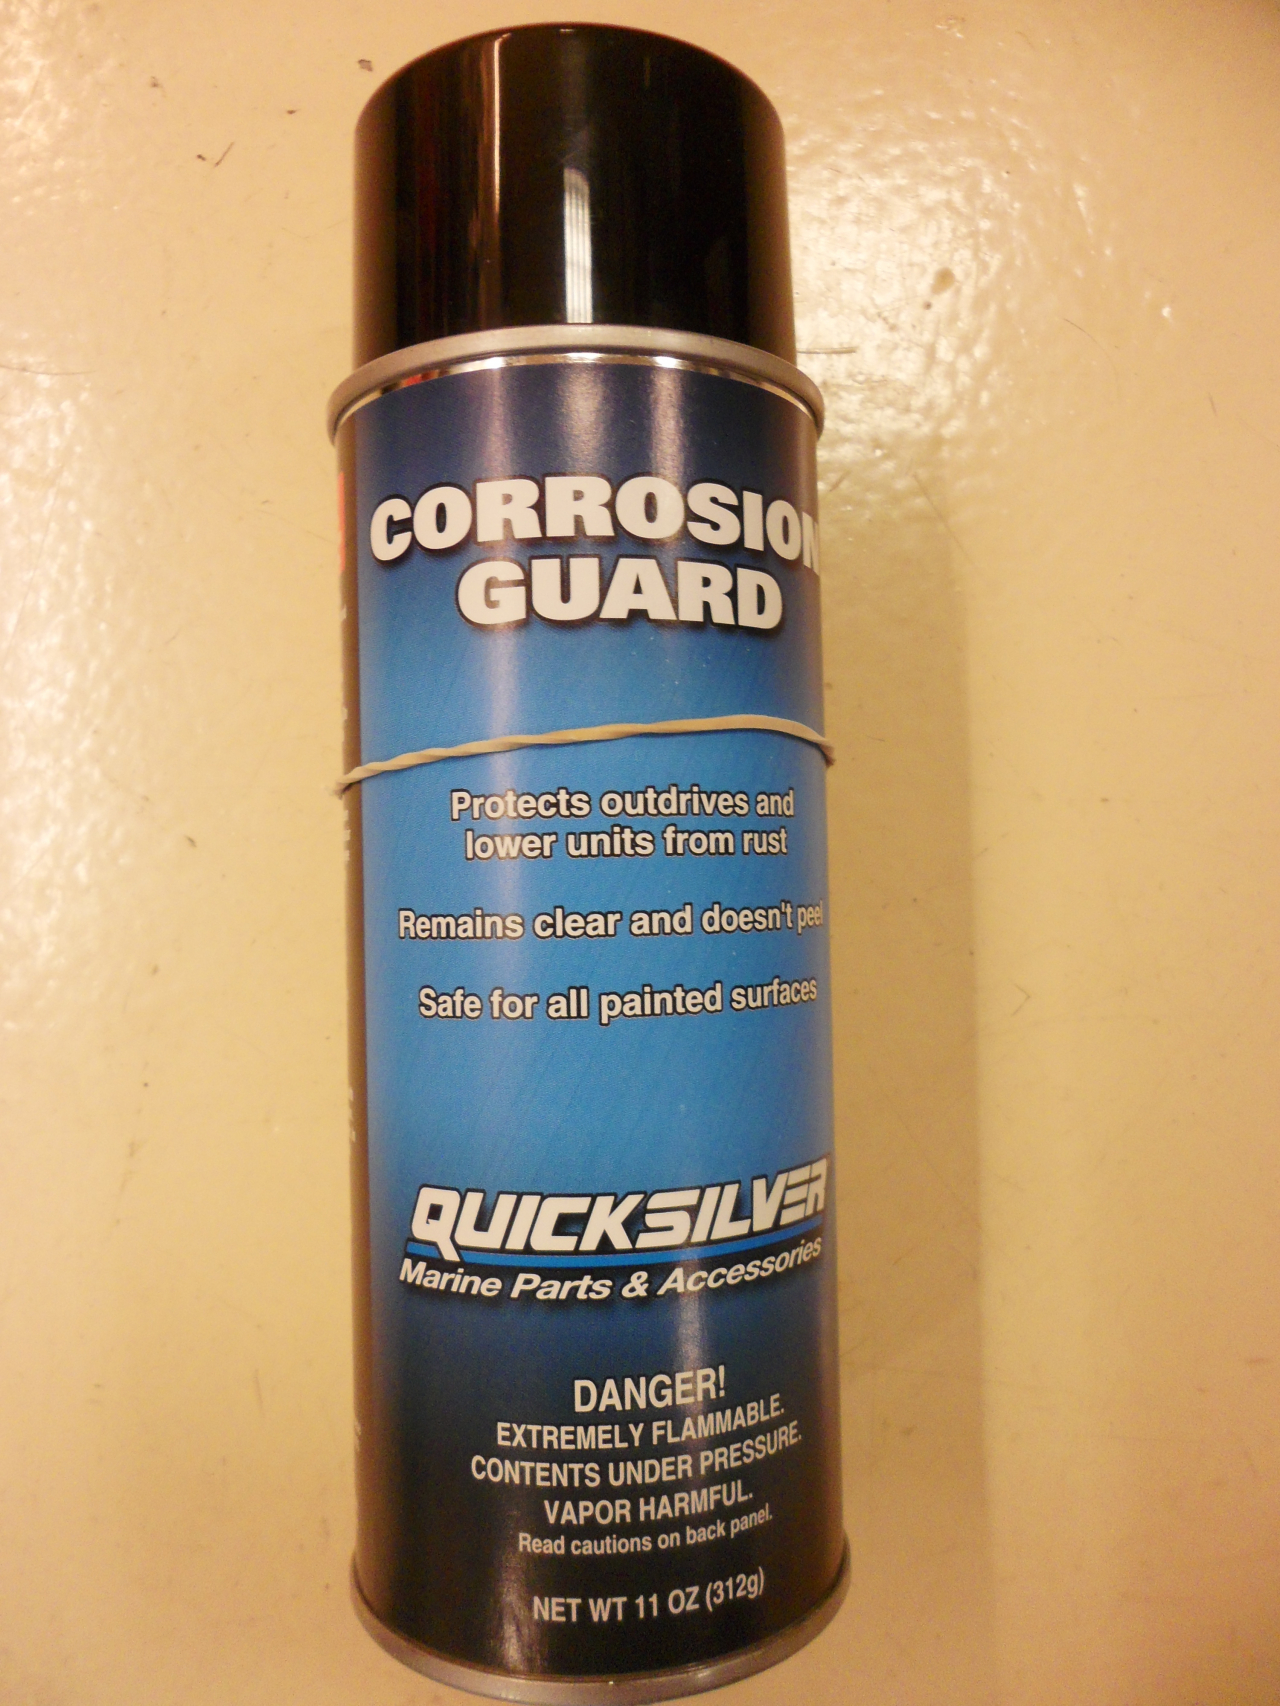 CORROSION
GUARD
Protects outdrives and
lower units from rust
Remains clear and doesn't peel
Safe for all painted surfaces
QUICKSILVER
Marine Parts & Accessories
DANGER!
EXTREMELY FLAMMABLE.
CONTENTS UNDER PRESSURE.
VAPOR HARMFUL.
Read cautions on back panel.
NET WT 11 OZ (312g)